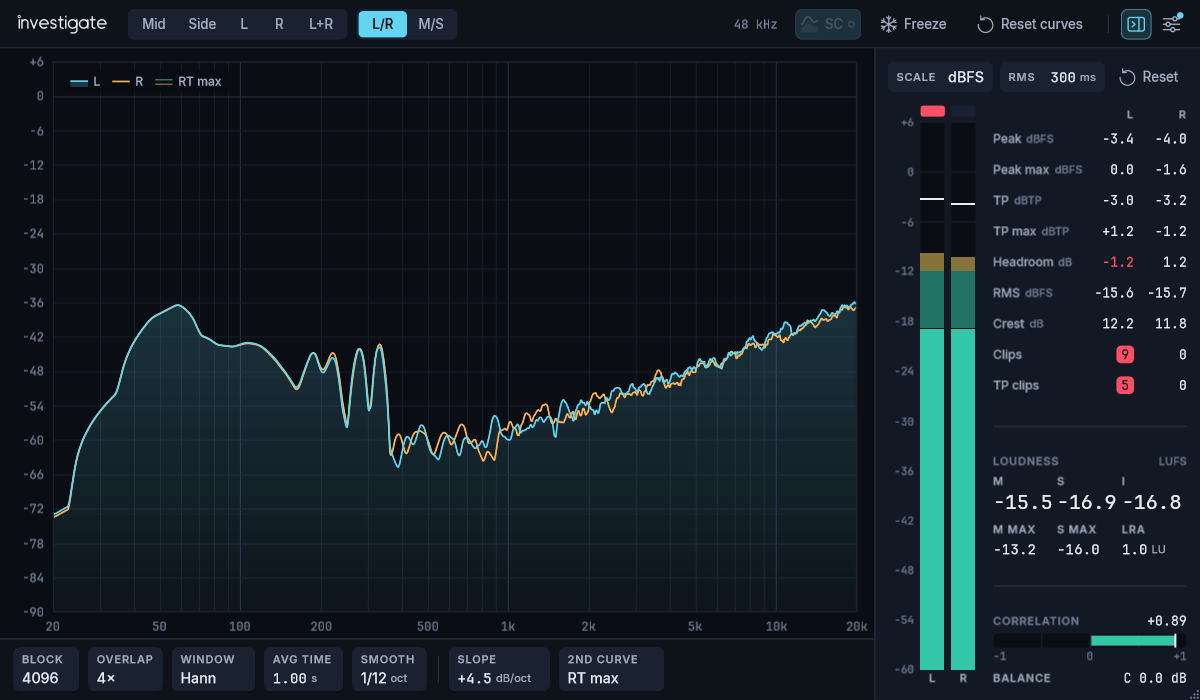 investigate Mid Side L R L+R L/R M/S 48 kHz SC Freeze Reset curves
L R RT max
+6
0
-6
-12
-18
-24
-30
-36
-42
-48
-54
-60
-66
-72
-78
-84
-90
20 50 100 200 500 1k 2k 5k 10k 20k
BLOCK OVERLAP WINDOW AVG TIME SMOOTH SLOPE 2ND CURVE
4096 4× Hann 1.00 s 1/12 oct +4.5 dB/oct RT max
SCALE dBFS RMS 300 ms Reset
+6
0
-6
-12
-18
-24
-30
-36
-42
-48
-54
-60
L R
L R
Peak dBFS -3.4 -4.0
Peak max dBFS 0.0 -1.6
TP dBTP -3.0 -3.2
TP max dBTP +1.2 -1.2
Headroom dB -1.2 1.2
RMS dBFS -15.6 -15.7
Crest dB 12.2 11.8
Clips 9 0
TP clips 5 0
LOUDNESS LUFS
M S I
-15.5 -16.9 -16.8
M MAX S MAX LRA
-13.2 -16.0 1.0 LU
CORRELATION +0.89
-1 0 +1
BALANCE C 0.0 dB